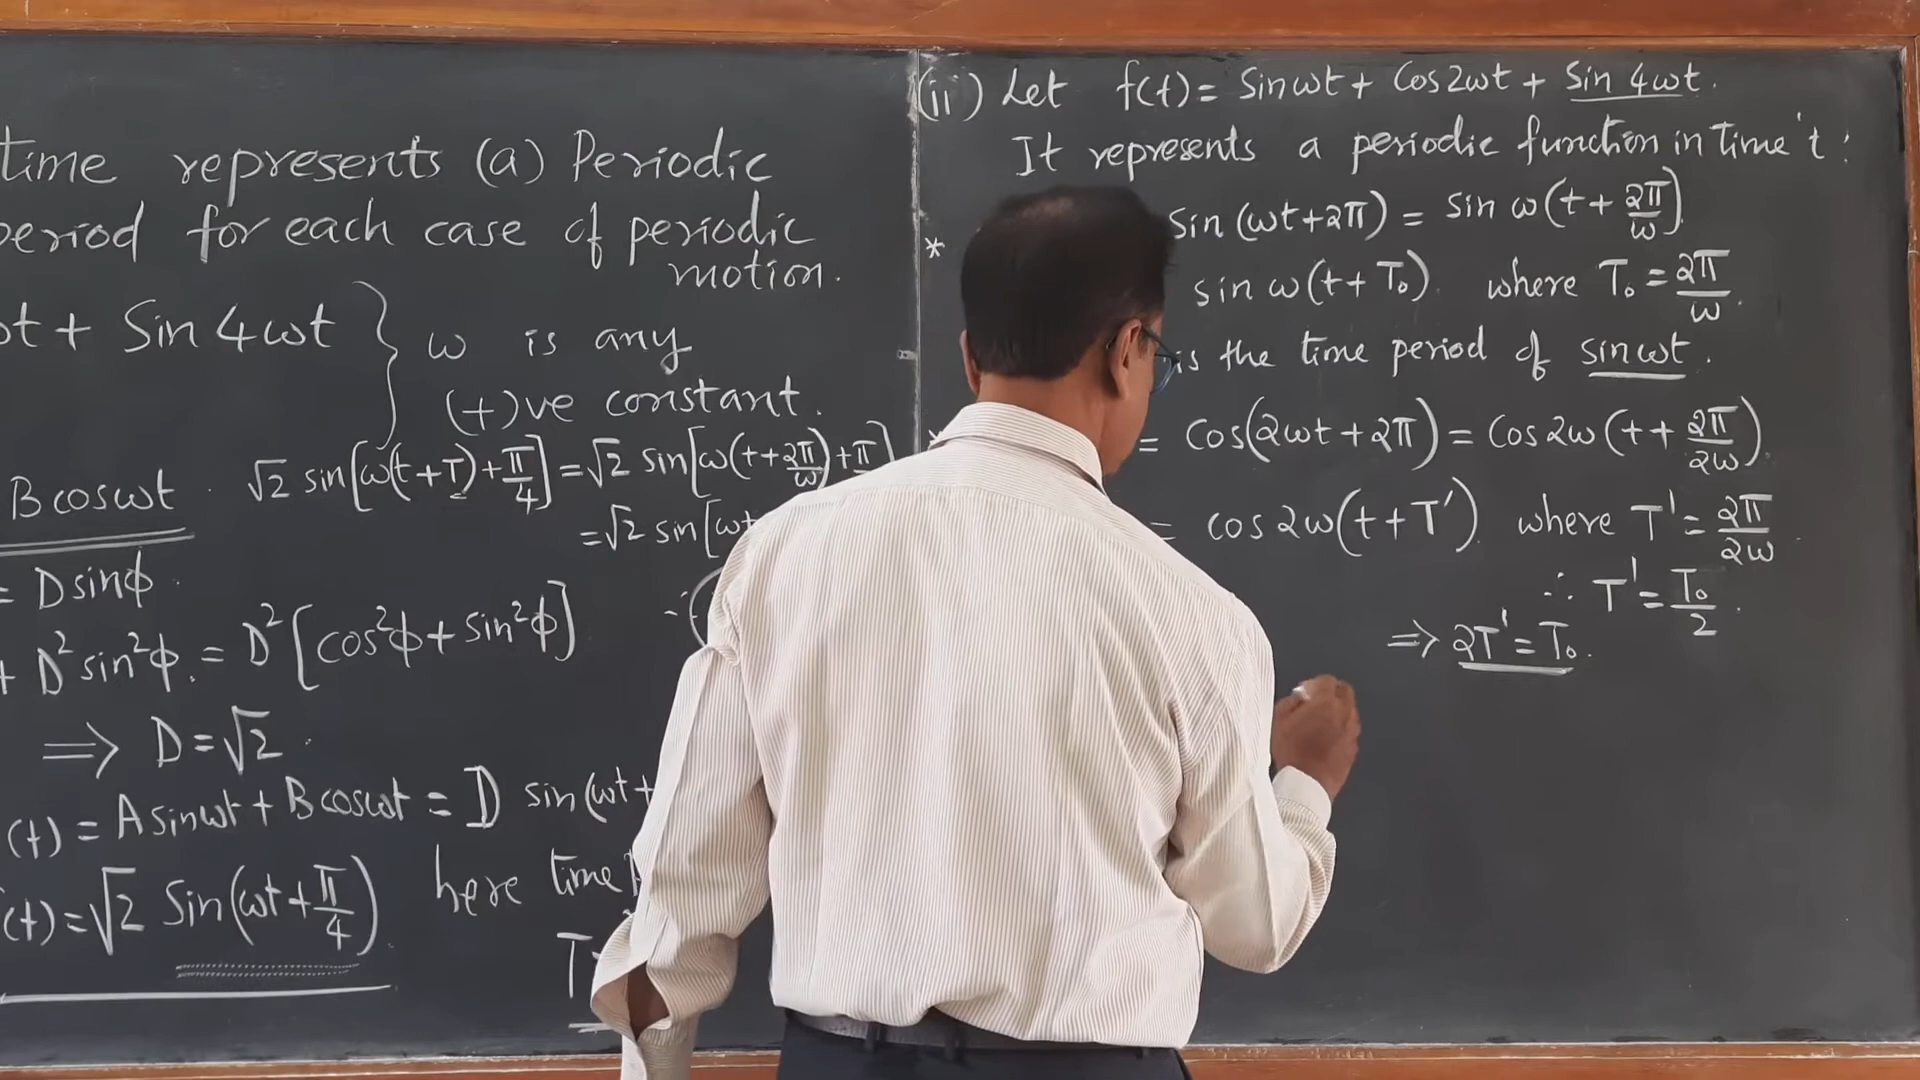 time represents (a) Periodic
period for each case of periodic
motion.
ωt + Sin 4ωt } ω is any
(+)ve constant.
B cosωt . √2 sin[ω(t+T)+π/4] = √2 sin[ω(t+2π/ω)+π
= √2 sin[ωt
= D sinφ.
+ D² sin²φ. = D² [cos²φ + sin²φ]
⇒ D = √2 .
(t) = A sinωt + B cosωt = D sin(ωt+
(t) = √2 Sin(ωt + π/4) . here time
T
(ii) Let f(t) = Sinωt + Cos 2ωt + Sin 4ωt .
It represents a periodic function in Time 't'.
* sin (ωt+2π) = sin ω(t + 2π/ω)
sin ω(t + T₀) . where T₀ = 2π/ω .
is the time period of sinωt .
* = Cos(2ωt + 2π) = Cos 2ω (t + 2π/2ω) .
= cos 2ω(t + T') . where T' = 2π/2ω .
∴ T' = T₀/2 .
⇒ 2T' = T₀ .